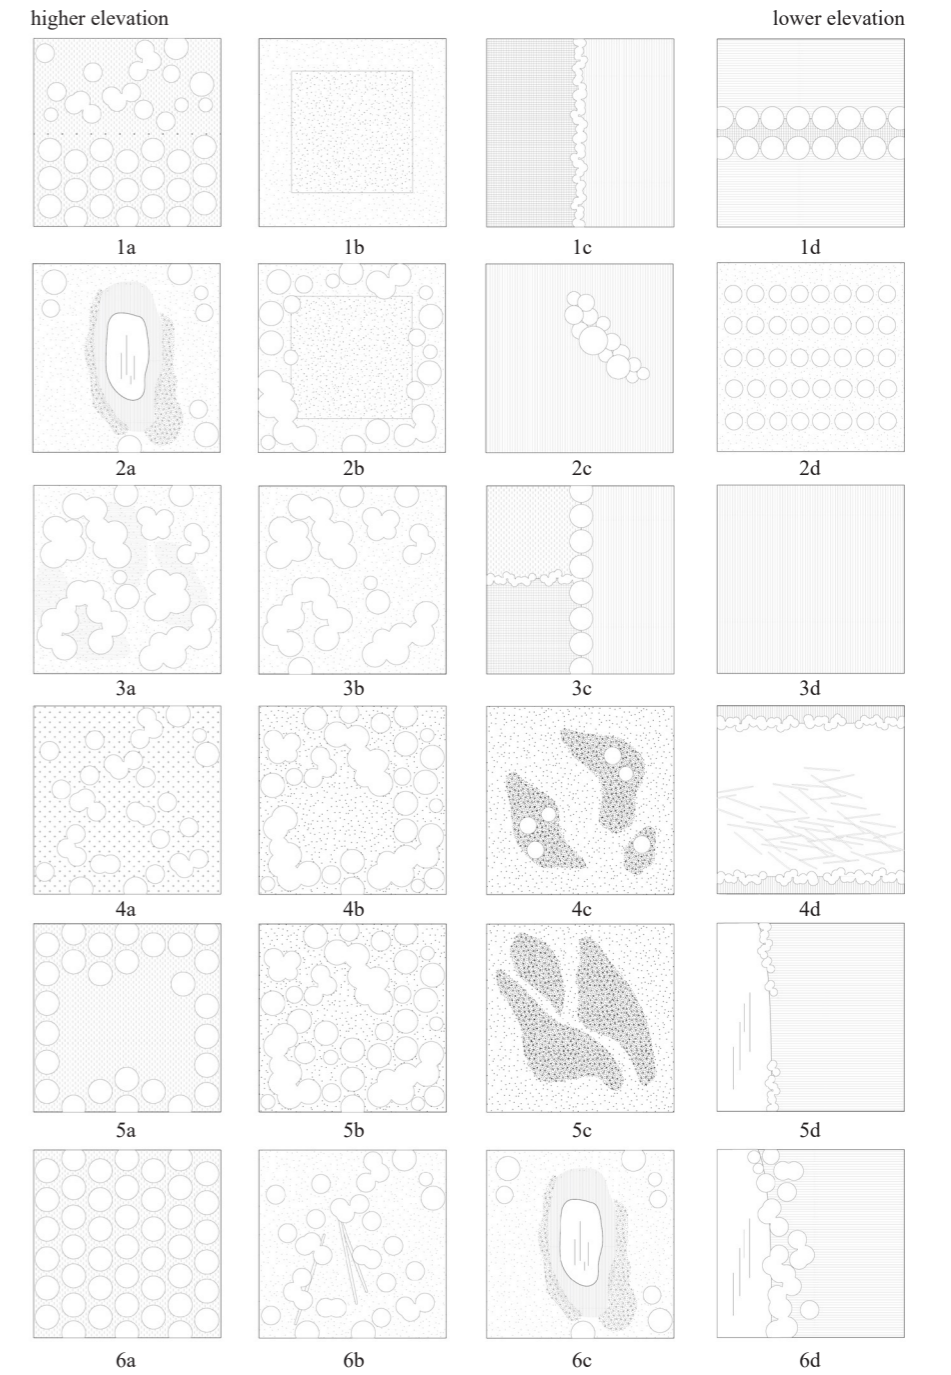 higher elevation lower elevation
1a 1b 1c 1d
2a 2b 2c 2d
3a 3b 3c 3d
4a 4b 4c 4d
5a 5b 5c 5d
6a 6b 6c 6d